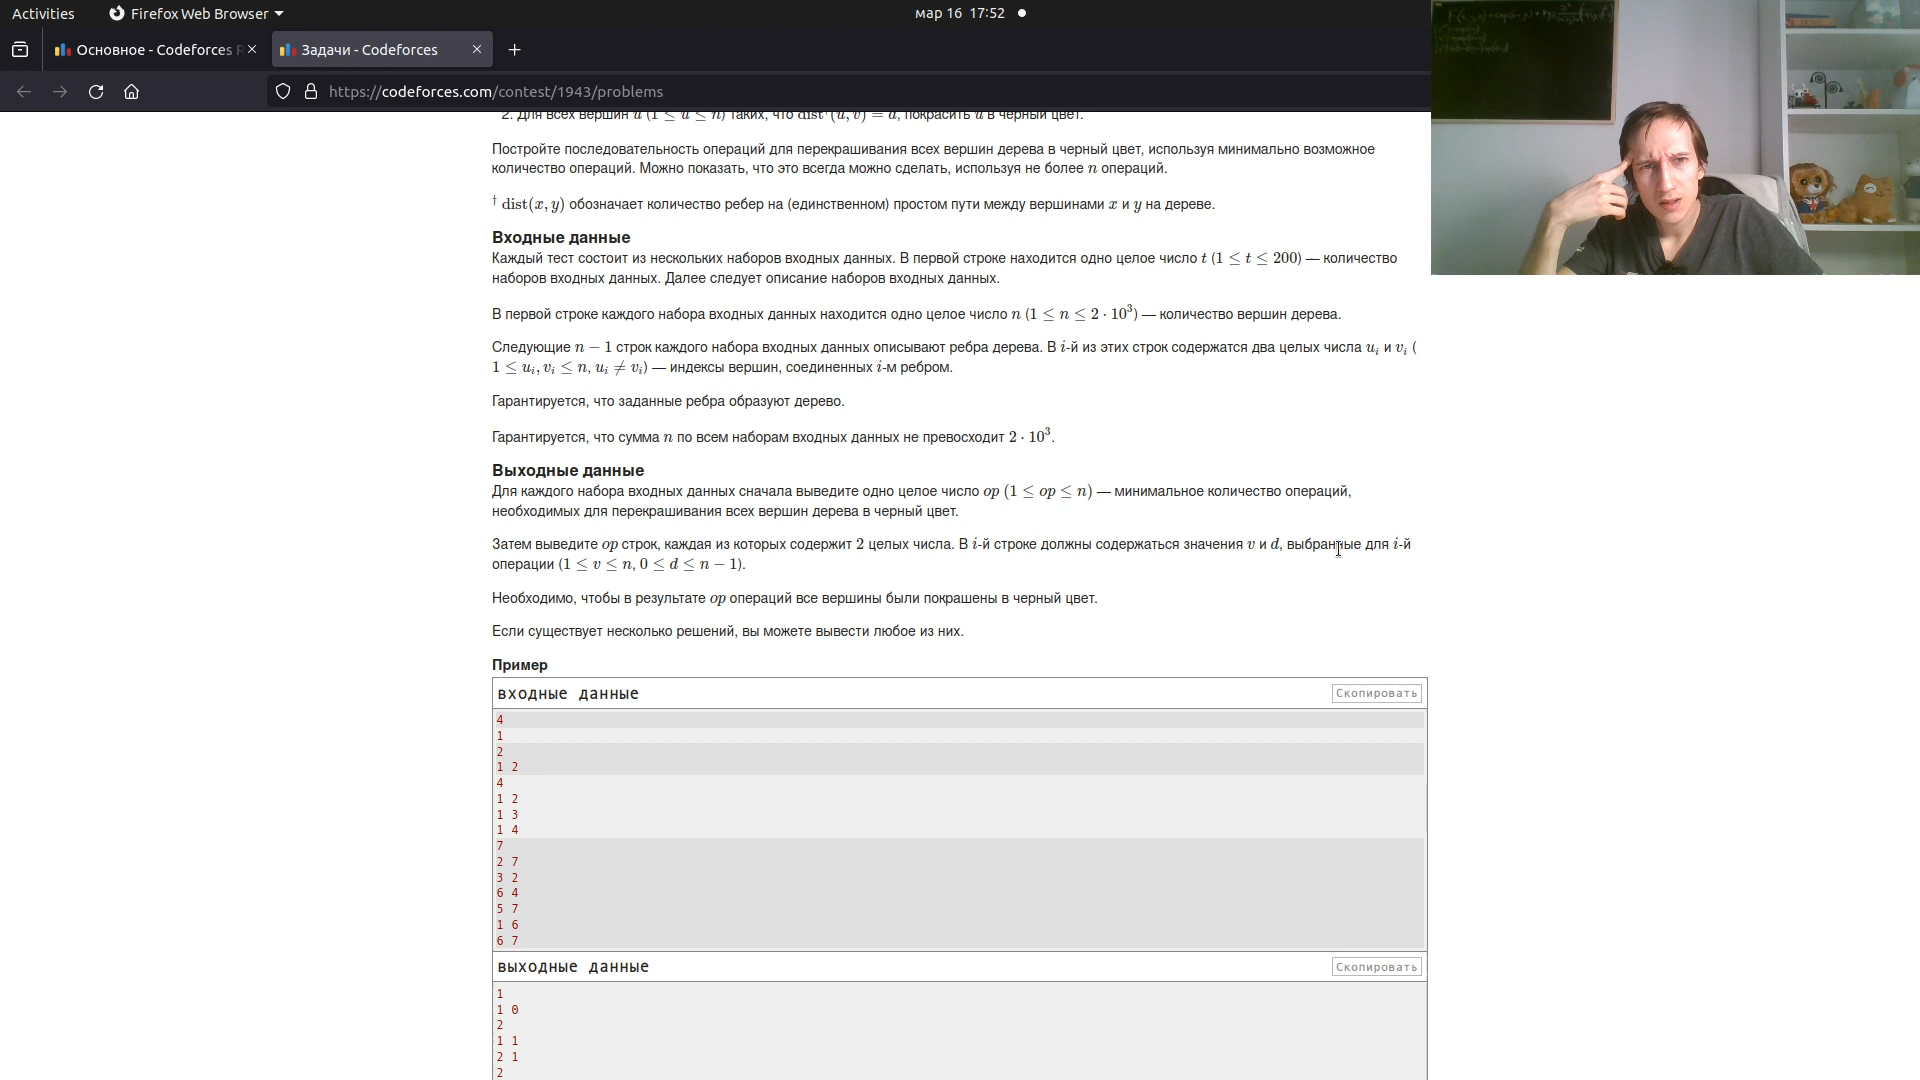 Activities
Firefox Web Browser
мар 16 17:52
Основное - Codeforces R
Задачи - Codeforces
https://codeforces.com/contest/1943/problems
2. Для всех вершин u (1 ≤ u ≤ n) таких, что dist†(u, v) = d, покрасить u в черный цвет.
Постройте последовательность операций для перекрашивания всех вершин дерева в черный цвет, используя минимально возможное
количество операций. Можно показать, что это всегда можно сделать, используя не более n операций.
† dist(x, y) обозначает количество ребер на (единственном) простом пути между вершинами x и y на дереве.
Входные данные
Каждый тест состоит из нескольких наборов входных данных. В первой строке находится одно целое число t (1 ≤ t ≤ 200) — количество
наборов входных данных. Далее следует описание наборов входных данных.
В первой строке каждого набора входных данных находится одно целое число n (1 ≤ n ≤ 2 · 10³) — количество вершин дерева.
Следующие n − 1 строк каждого набора входных данных описывают ребра дерева. В i-й из этих строк содержатся два целых числа uᵢ и vᵢ (
1 ≤ uᵢ, vᵢ ≤ n, uᵢ ≠ vᵢ) — индексы вершин, соединенных i-м ребром.
Гарантируется, что заданные ребра образуют дерево.
Гарантируется, что сумма n по всем наборам входных данных не превосходит 2 · 10³.
Выходные данные
Для каждого набора входных данных сначала выведите одно целое число op (1 ≤ op ≤ n) — минимальное количество операций,
необходимых для перекрашивания всех вершин дерева в черный цвет.
Затем выведите op строк, каждая из которых содержит 2 целых числа. В i-й строке должны содержаться значения v и d, выбранные для i-й
операции (1 ≤ v ≤ n, 0 ≤ d ≤ n − 1).
Необходимо, чтобы в результате op операций все вершины были покрашены в черный цвет.
Если существует несколько решений, вы можете вывести любое из них.
Пример
входные данные
Скопировать
4
1
2
1 2
4
1 2
1 3
1 4
7
2 7
3 2
6 4
5 7
1 6
6 7
выходные данные
Скопировать
1
1 0
2
1 1
2 1
2